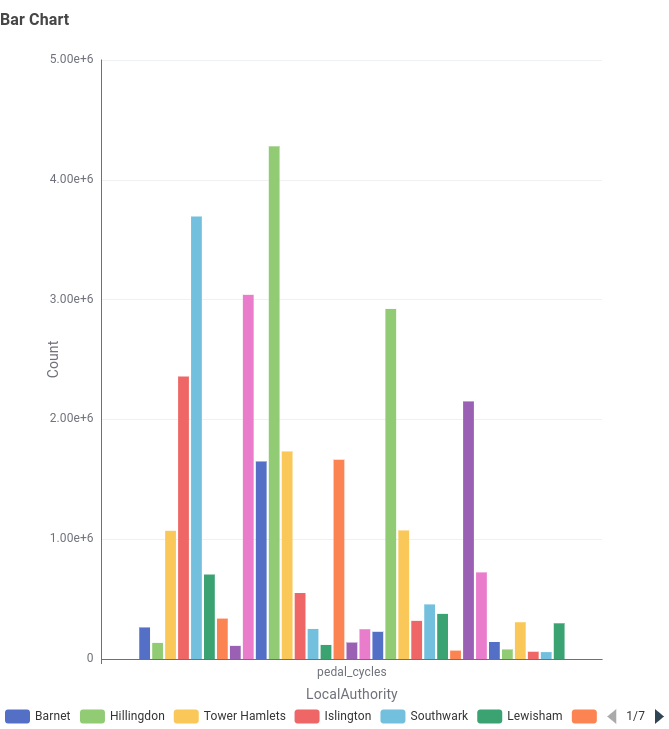 Bar Chart
5.00e+6
4.00e+6
3.00e+6
2.00e+6
1.00e+6
0
Count
pedal_cycles
LocalAuthority
Barnet Hillingdon Tower Hamlets Islington Southwark Lewisham 1/7